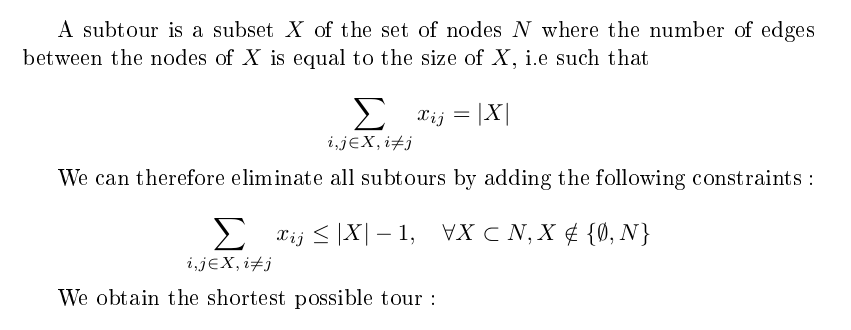 A subtour is a subset X of the set of nodes N where the number of edges
between the nodes of X is equal to the size of X, i.e such that
∑_{i,j∈X, i≠j} x_{ij} = |X|
We can therefore eliminate all subtours by adding the following constraints :
∑_{i,j∈X, i≠j} x_{ij} ≤ |X| − 1, ∀X ⊂ N, X ∉ {∅, N}
We obtain the shortest possible tour :